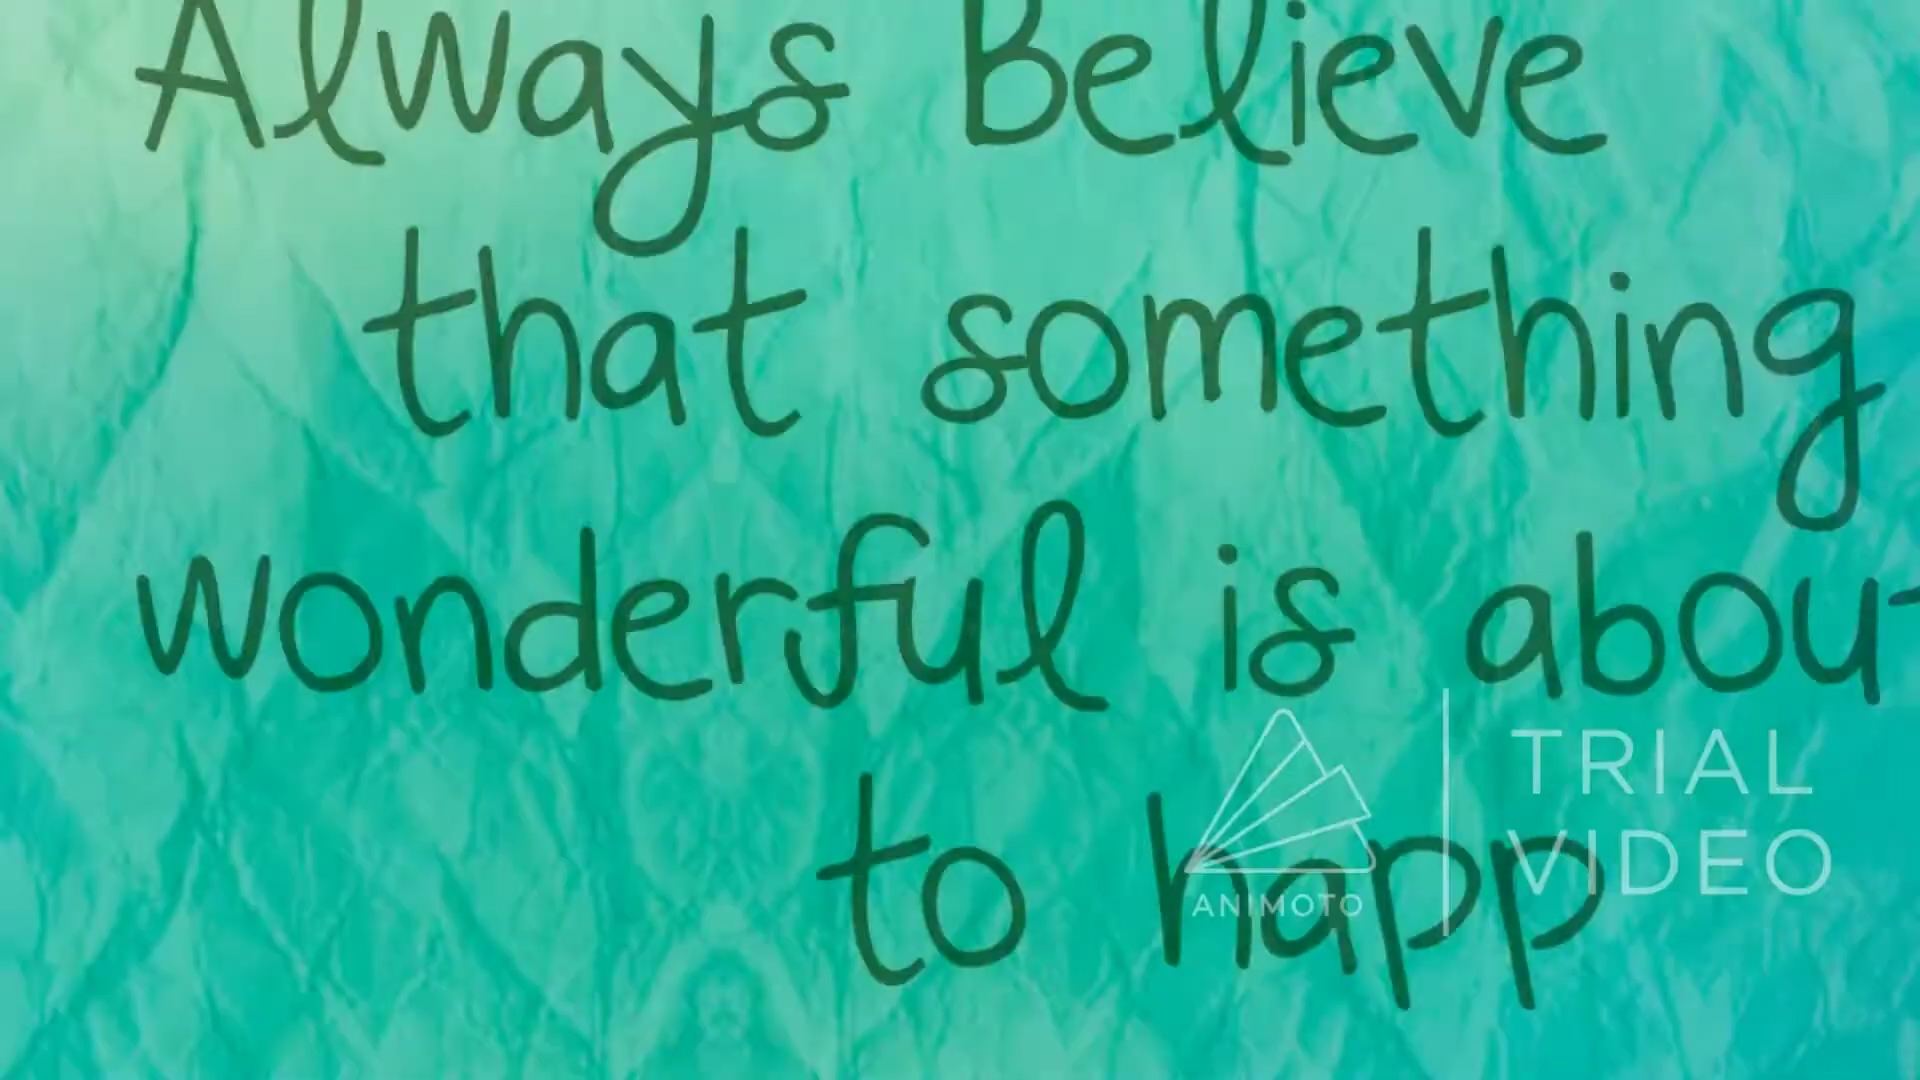 Always Believe
that something
wonderful is abou
to happ
TRIAL
VIDEO
ANIMOTO